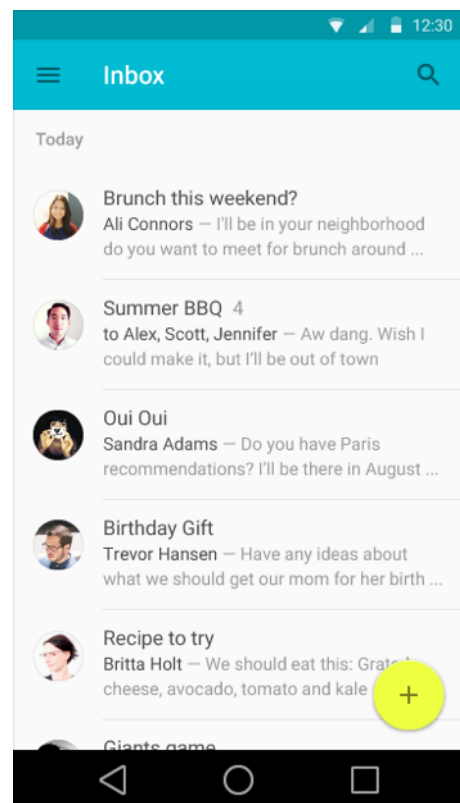 12:30
Inbox
Today
Brunch this weekend?
Ali Connors — I'll be in your neighborhood
do you want to meet for brunch around ...
Summer BBQ 4
to Alex, Scott, Jennifer — Aw dang. Wish I
could make it, but I'll be out of town
Oui Oui
Sandra Adams — Do you have Paris
recommendations? I'll be there in August ...
Birthday Gift
Trevor Hansen — Have any ideas about
what we should get our mom for her birth ...
Recipe to try
Britta Holt — We should eat this: Grated
cheese, avocado, tomato and kale
Giants game